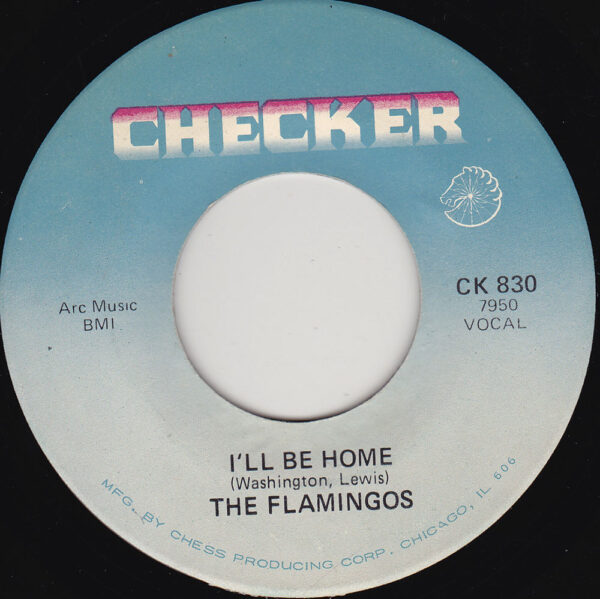 CHECKER
Arc Music
BMI
CK 830
7950
VOCAL
I'LL BE HOME
(Washington, Lewis)
THE FLAMINGOS
MFG. BY CHESS PRODUCING CORP. CHICAGO, IL 606